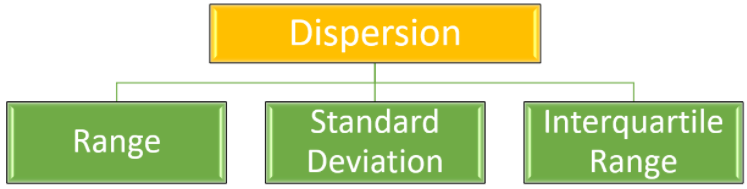 Dispersion
Range
Standard
Deviation
Interquartile
Range